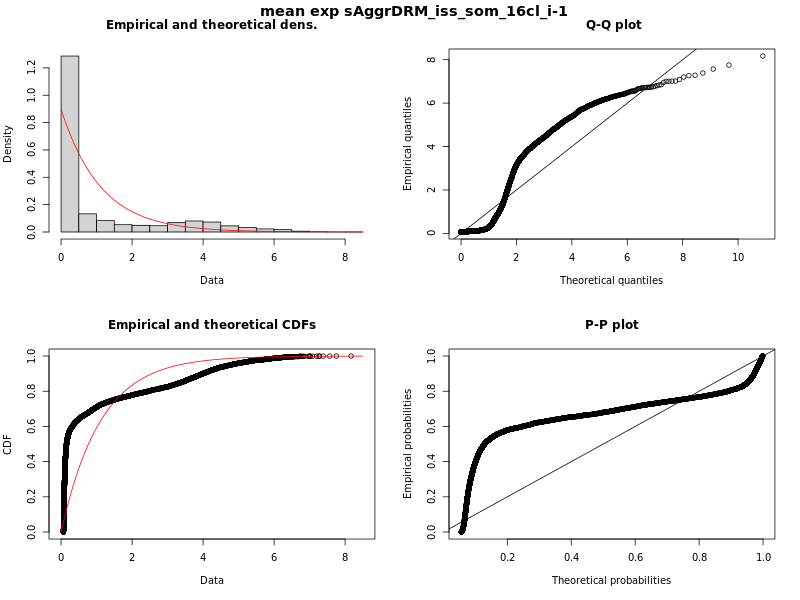 mean exp sAggrDRM_iss_som_16cl_i-1
Empirical and theoretical dens.
Density
0.0 0.2 0.4 0.6 0.8 1.0 1.2
0 2 4 6 8
Data
Q-Q plot
Empirical quantiles
0 2 4 6 8
0 2 4 6 8 10
Theoretical quantiles
Empirical and theoretical CDFs
CDF
0.0 0.2 0.4 0.6 0.8 1.0
0 2 4 6 8
Data
P-P plot
Empirical probabilities
0.0 0.2 0.4 0.6 0.8 1.0
0.2 0.4 0.6 0.8 1.0
Theoretical probabilities